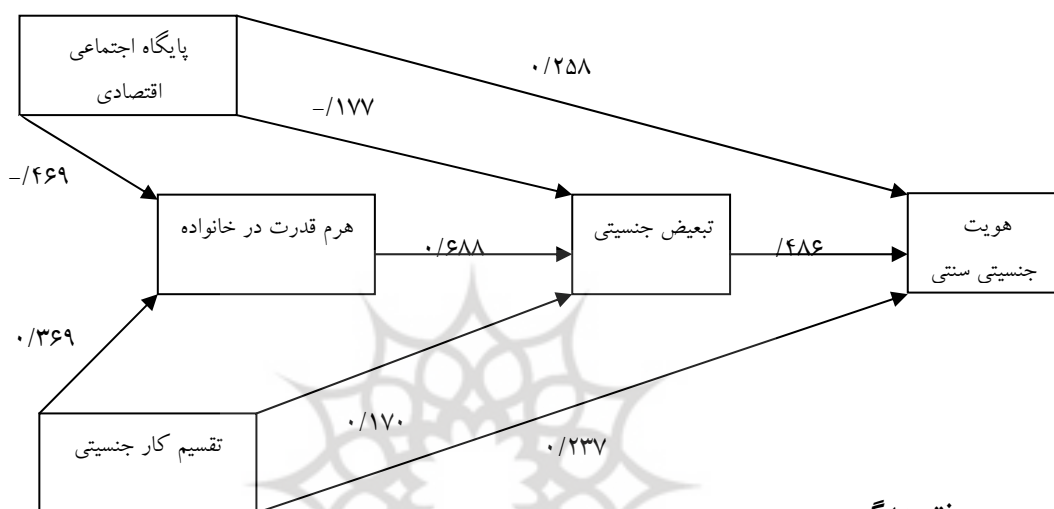 پایگاه اجتماعی
اقتصادی
۰/۲۵۸
-/۱۷۷
-/۴۶۹
هرم قدرت در خانواده
۰/۶۸۸
تبعیض جنسیتی
/۴۸۶
هویت
جنسیتی سنتی
۰/۳۶۹
تقسیم کار جنسیتی
۰/۱۷۰
۰/۲۳۷